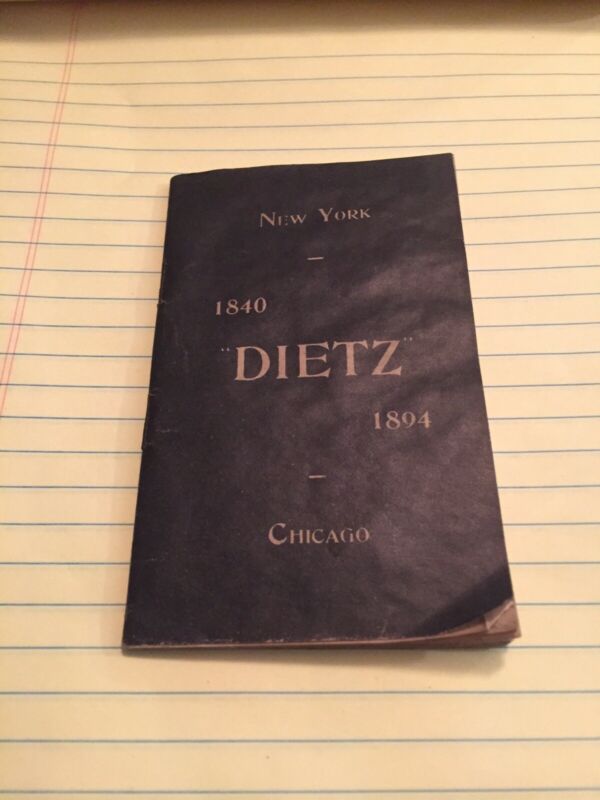 New York
1840
"DIETZ"
1894
Chicago